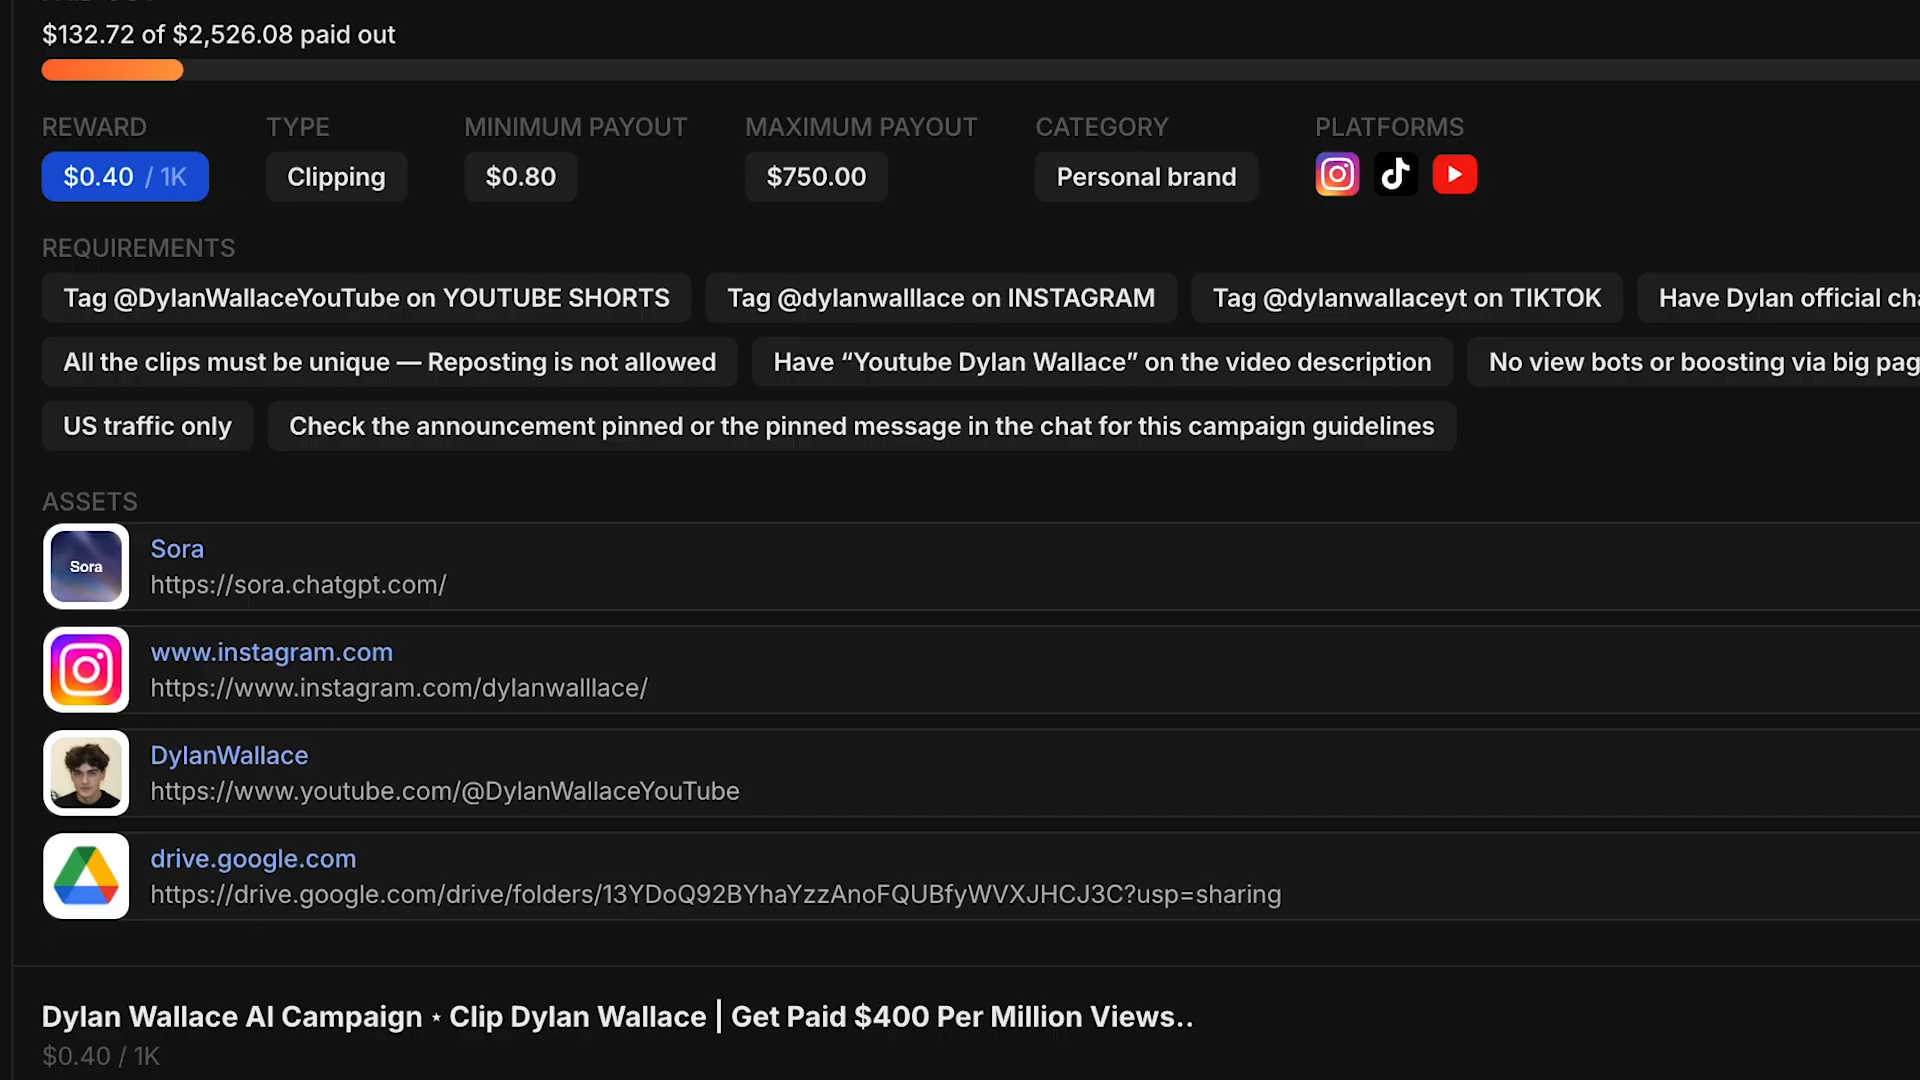 $132.72 of $2,526.08 paid out
REWARD TYPE MINIMUM PAYOUT MAXIMUM PAYOUT CATEGORY PLATFORMS
$0.40 / 1K Clipping $0.80 $750.00 Personal brand
REQUIREMENTS
Tag @DylanWallaceYouTube on YOUTUBE SHORTS Tag @dylanwalllace on INSTAGRAM Tag @dylanwallaceyt on TIKTOK Have Dylan official
All the clips must be unique — Reposting is not allowed Have “Youtube Dylan Wallace” on the video description No view bots or boosting via big
US traffic only Check the announcement pinned or the pinned message in the chat for this campaign guidelines
ASSETS
Sora
Sora
https://sora.chatgpt.com/
www.instagram.com
https://www.instagram.com/dylanwalllace/
DylanWallace
https://www.youtube.com/@DylanWallaceYouTube
drive.google.com
https://drive.google.com/drive/folders/13YDoQ92BYhaYzzAnoFQUBfyWVXJHCJ3C?usp=sharing
Dylan Wallace AI Campaign ⋆ Clip Dylan Wallace | Get Paid $400 Per Million Views..
$0.40 / 1K